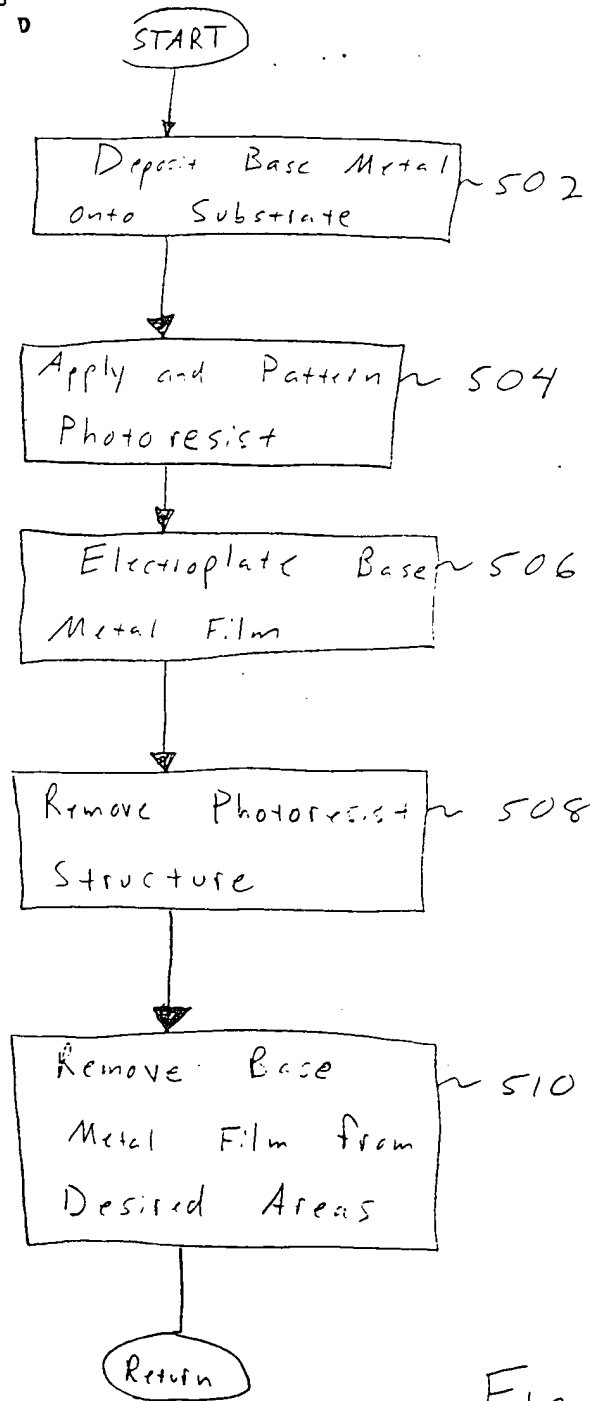 D
START
Deposit Base Metal
onto Substrate
502
Apply and Pattern
Photoresist
504
Electroplate Base
Metal Film
506
Remove Photoresist
Structure
508
Remove Base
Metal Film from
Desired Areas
510
Return